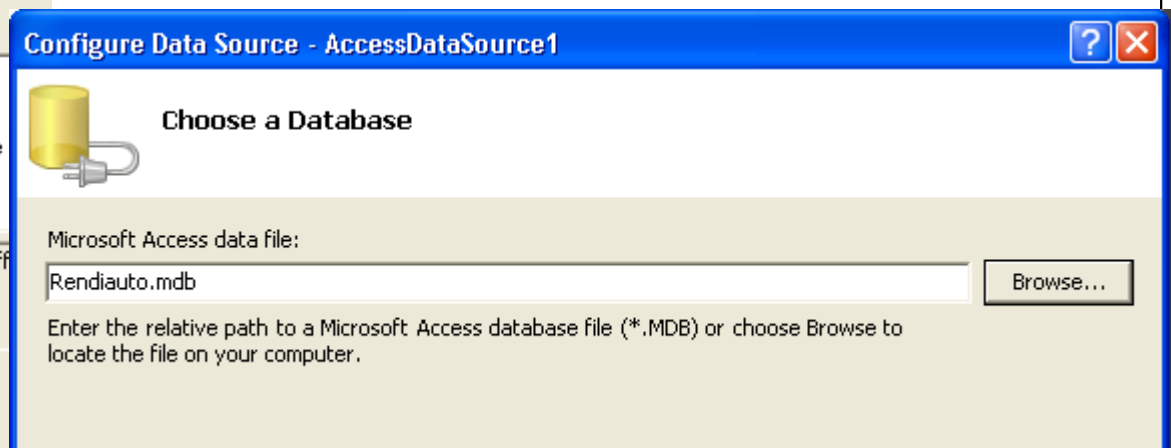 Configure Data Source - AccessDataSource1
Choose a Database
Microsoft Access data file:
Rendiauto.mdb
Browse...
Enter the relative path to a Microsoft Access database file (*.MDB) or choose Browse to
locate the file on your computer.